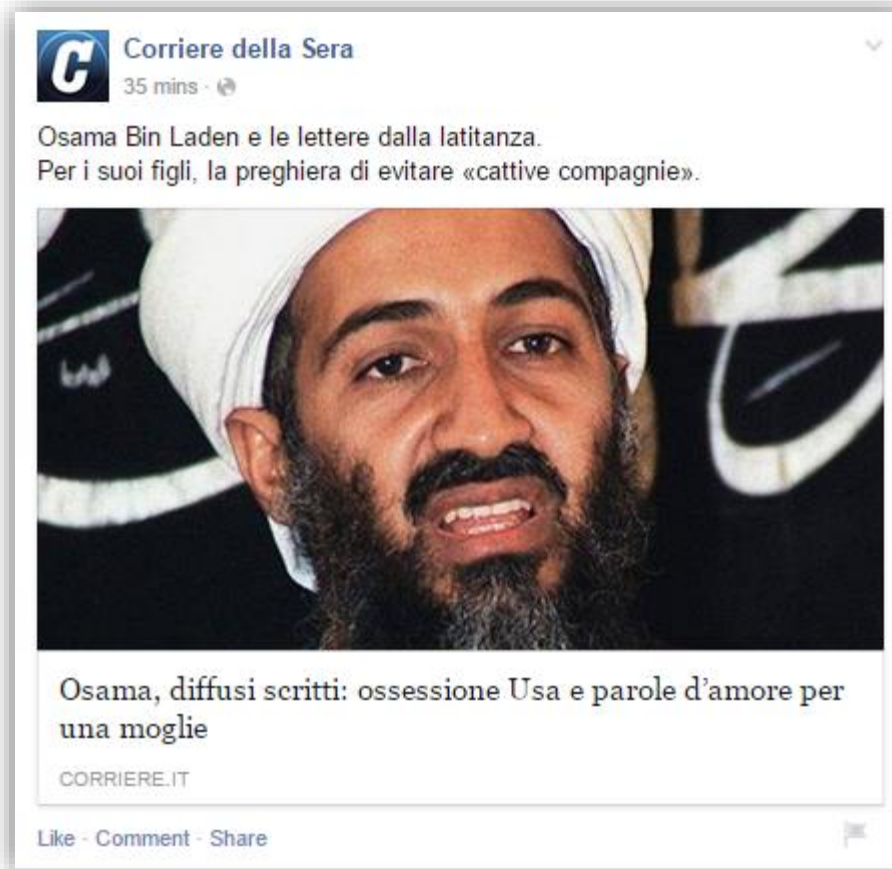 Corriere della Sera
35 mins ·
Osama Bin Laden e le lettere dalla latitanza.
Per i suoi figli, la preghiera di evitare «cattive compagnie».
Osama, diffusi scritti: ossessione Usa e parole d'amore per
una moglie
CORRIERE.IT
Like · Comment · Share